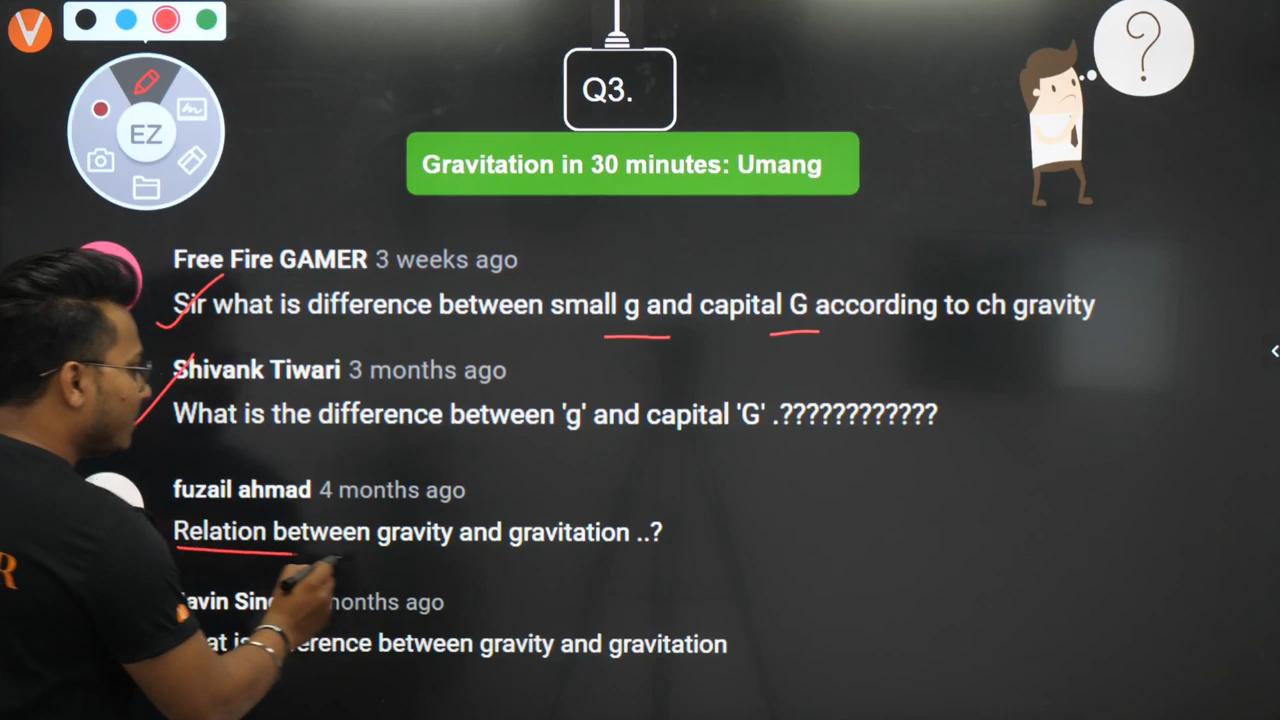 V
EZ
Q3.
?
Gravitation in 30 minutes: Umang
Free Fire GAMER 3 weeks ago
Sir what is difference between small g and capital G according to ch gravity
Shivank Tiwari 3 months ago
What is the difference between 'g' and capital 'G' .????????????
fuzail ahmad 4 months ago
Relation between gravity and gravitation ..?
R
months ago
between gravity and gravitation